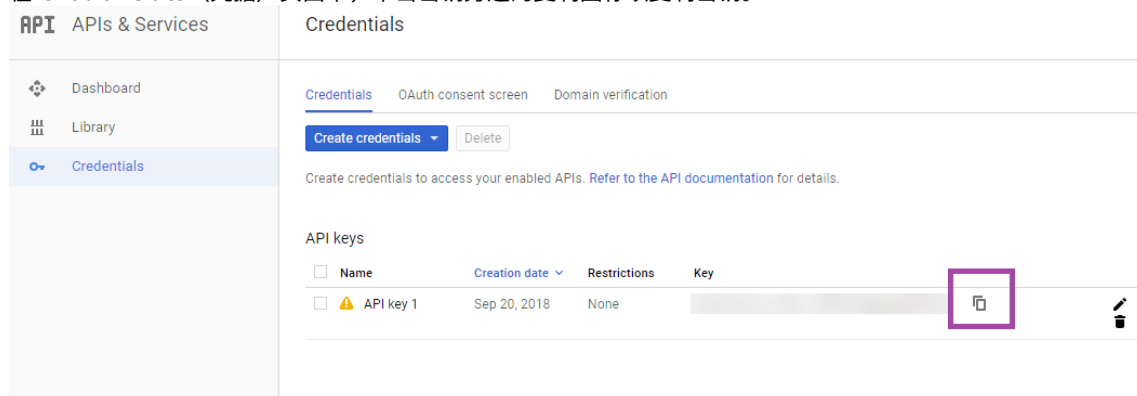 API APIs & Services
Credentials
Dashboard
Library
Credentials
Credentials OAuth consent screen Domain verification
Create credentials Delete
Create credentials to access your enabled APIs. Refer to the API documentation for details.
API keys
Name Creation date Restrictions Key
API key 1 Sep 20, 2018 None